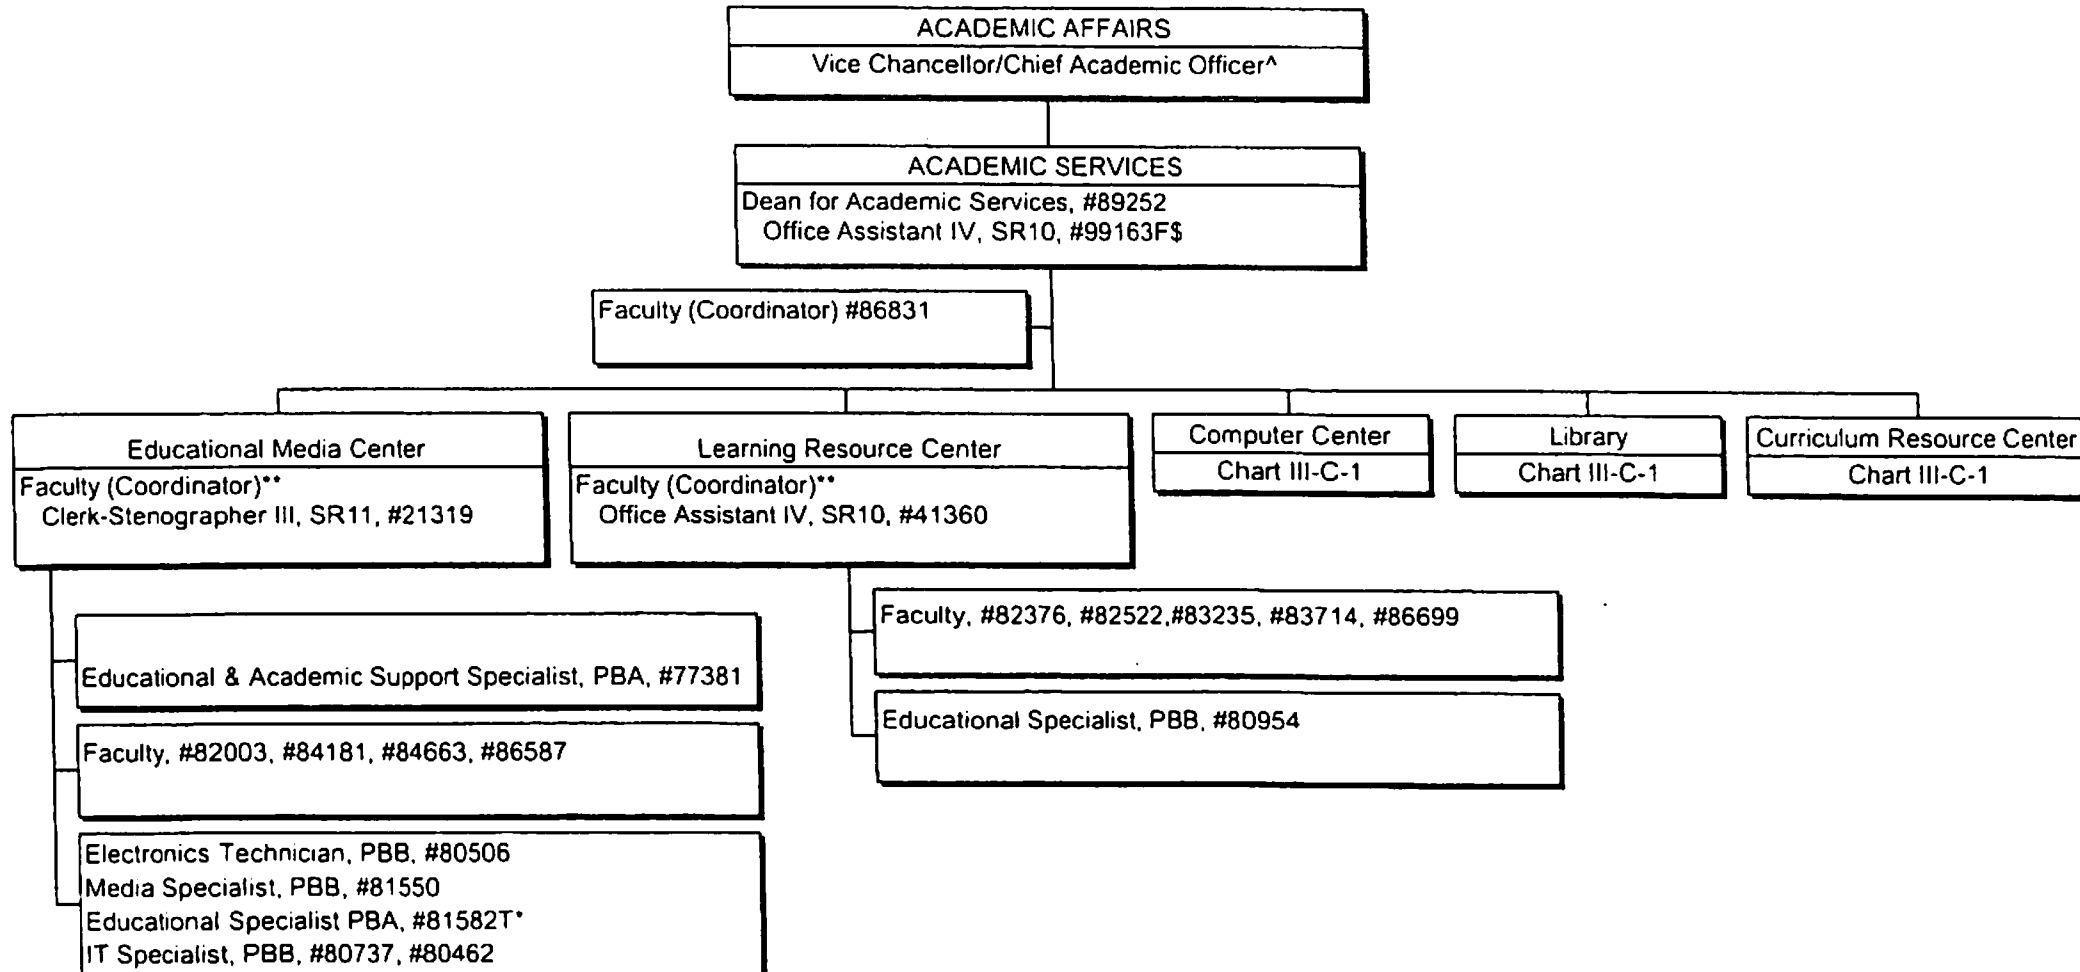 ACADEMIC AFFAIRS
Vice Chancellor/Chief Academic Officer^
ACADEMIC SERVICES
Dean for Academic Services, #89252
Office Assistant IV, SR10, #99163F$
Faculty (Coordinator) #86831
Educational Media Center
Faculty (Coordinator)**
Clerk-Stenographer III, SR11, #21319
Learning Resource Center
Faculty (Coordinator)**
Office Assistant IV, SR10, #41360
Computer Center
Chart III-C-1
Library
Chart III-C-1
Curriculum Resource Center
Chart III-C-1
Educational & Academic Support Specialist, PBA, #77381
Faculty, #82003, #84181, #84663, #86587
Electronics Technician, PBB, #80506
Media Specialist, PBB, #81550
Educational Specialist PBA, #81582T*
IT Specialist, PBB, #80737, #80462
Faculty, #82376, #82522,#83235, #83714, #86699
Educational Specialist, PBB, #80954